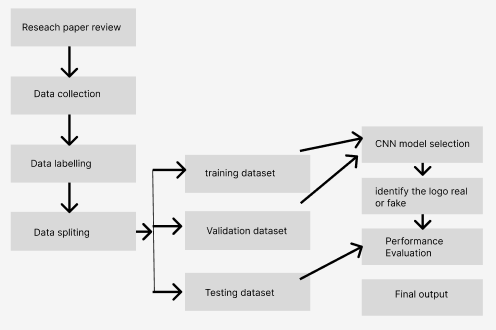 Reseach paper review
Data collection
Data labelling
Data spliting
training dataset
Validation dataset
Testing dataset
CNN model selection
identify the logo real
or fake
Performance
Evaluation
Final output